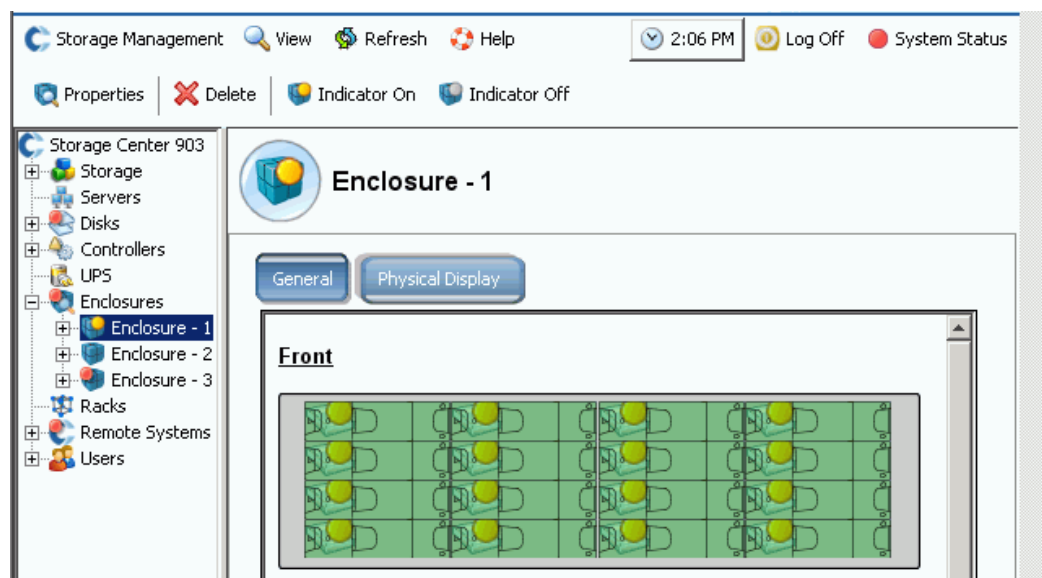 Storage Management View Refresh Help 2:06 PM Log Off System Status
Properties Delete Indicator On Indicator Off
Storage Center 903
Storage
Servers
Disks
Controllers
UPS
Enclosures
Enclosure - 1
Enclosure - 2
Enclosure - 3
Racks
Remote Systems
Users
Enclosure - 1
General Physical Display
Front